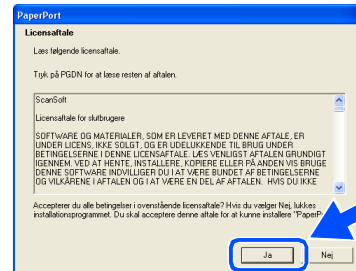 PaperPort
Licensaftale
Læs følgende licensaftale.
Tryk på PGDN for at læse resten af aftalen.
ScanSoft
Licensaftale for slutbrugere
SOFTWARE OG MATERIALER, SOM ER LEVERET MED DENNE AFTALE, ER
UNDER LICENS, IKKE SOLGT, OG ER UDELUKKENDE TIL BRUG UNDER
BETINGELSERNE I DENNE LICENSAFTALE. LÆS VENLIGST AFTALEN GRUNDIGT
IGENNEM. VED AT HENTE, INSTALLERE, KOPIERE ELLER PÅ ANDEN VIS BRUGE
DENNE SOFTWARE INDVILLIGER DU I AT VÆRE BUNDET AF BETINGELSERNE
OG VILKÅRENE I AFTALEN OG I AT VÆRE EN DEL AF AFTALEN. HVIS DU IKKE
Accepterer du alle betingelser i ovenstående licensaftale? Hvis du vælger Nej, lukkes
installationsprogrammet. Du skal acceptere denne aftale for at kunne installere "PaperP
Ja
Nej